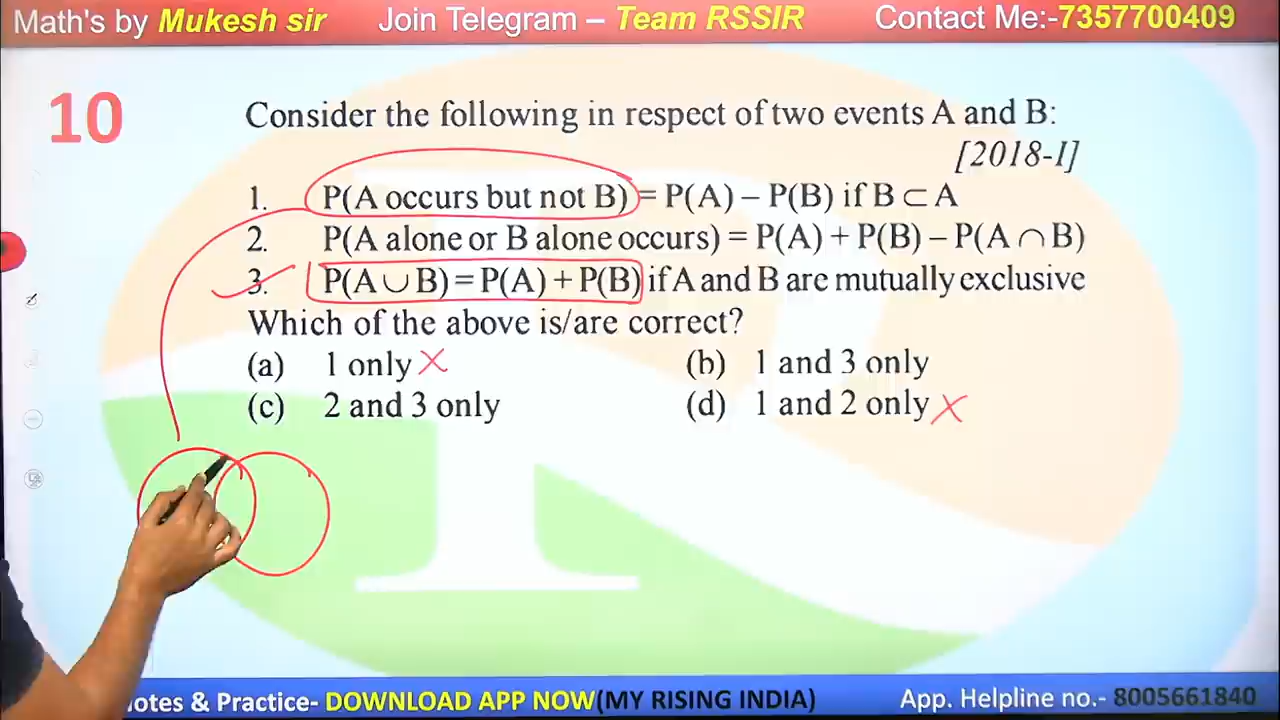 Math's by Mukesh sir Join Telegram – Team RSSIR Contact Me:-7357700409
10
Consider the following in respect of two events A and B:
[2018-I]
1. P(A occurs but not B) = P(A) – P(B) if B ⊂ A
2. P(A alone or B alone occurs) = P(A) + P(B) – P(A ∩ B)
3. P(A ∪ B) = P(A) + P(B) if A and B are mutually exclusive
Which of the above is/are correct?
(a) 1 only (b) 1 and 3 only
(c) 2 and 3 only (d) 1 and 2 only
otes & Practice- DOWNLOAD APP NOW(MY RISING INDIA) App. Helpline no.- 8005661840